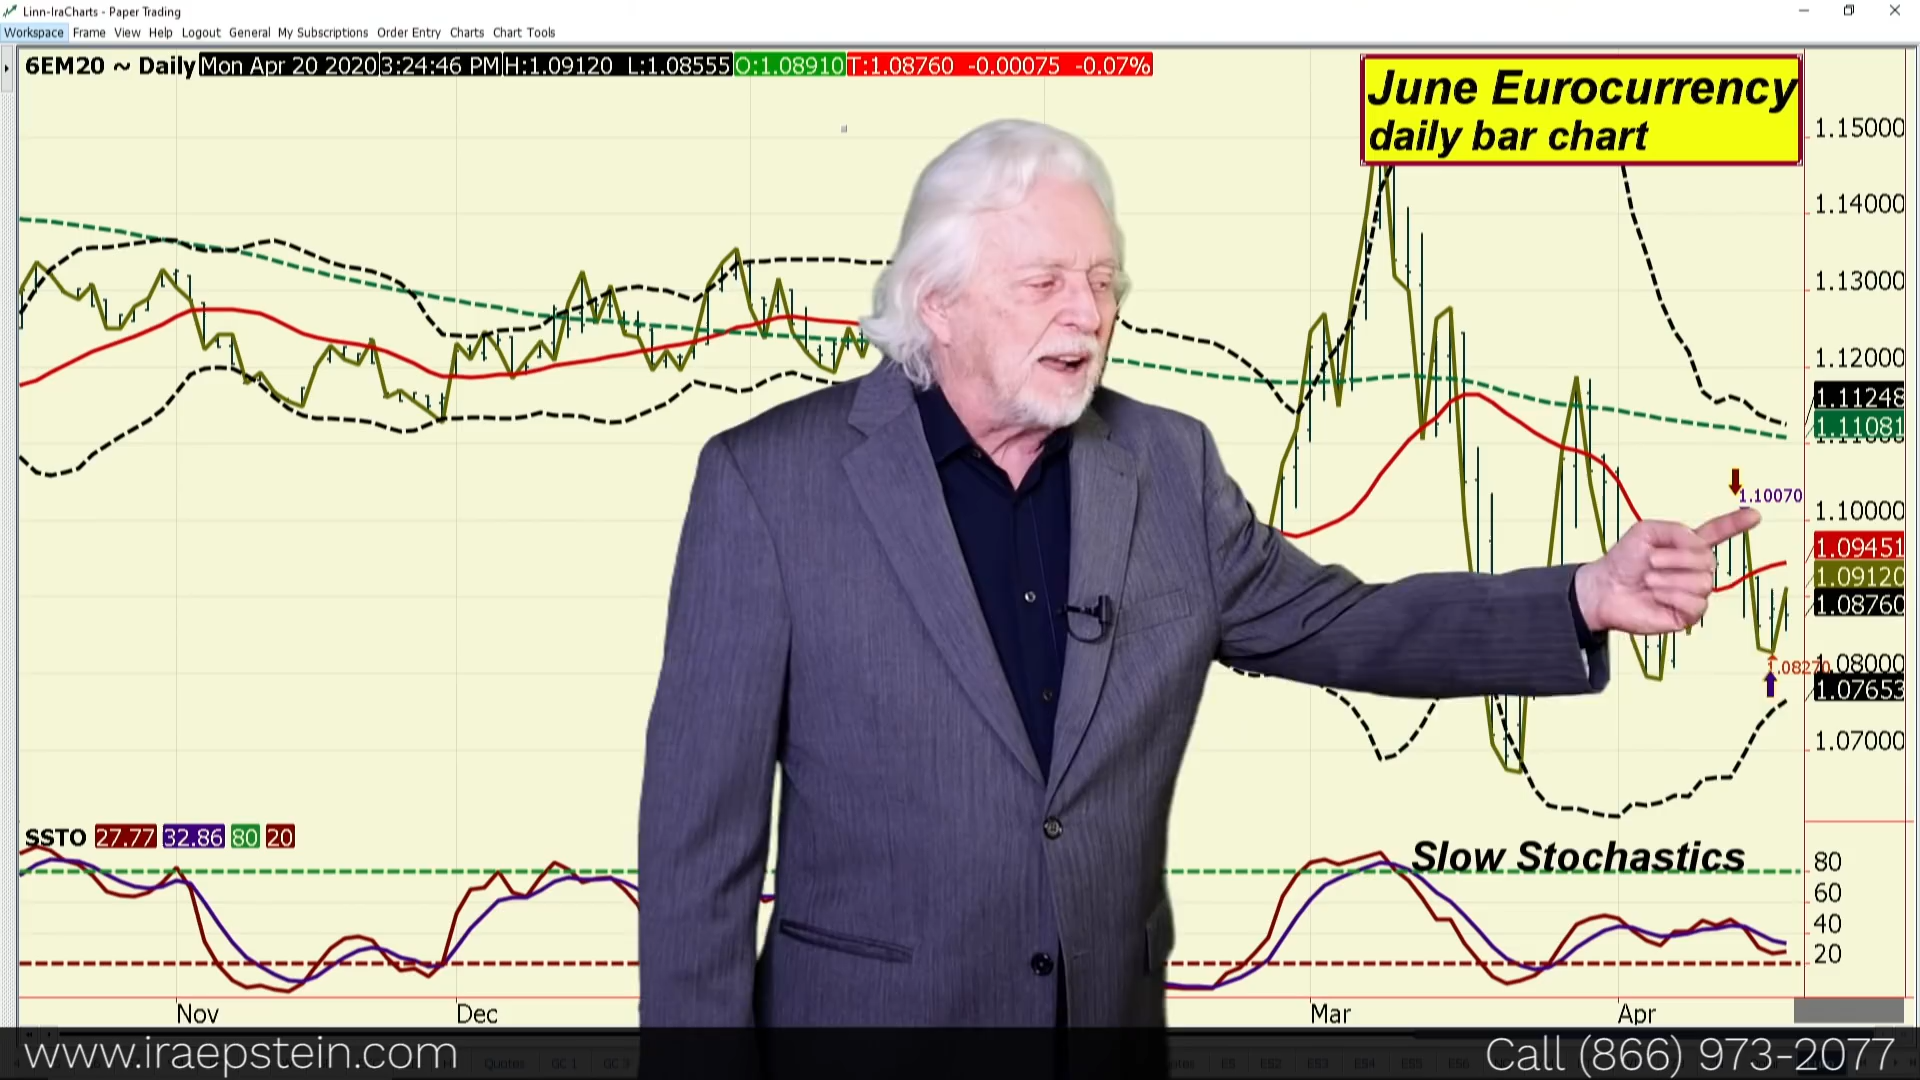 Linn-IraCharts - Paper Trading
Workspace Frame View Help Logout General My Subscriptions Order Entry Charts Chart Tools
6EM20 ~ Daily Mon Apr 20 2020 3:24:46 PM H:1.09120 L:1.08555 O:1.08910 T:1.08760 -0.00075 -0.07%
June Eurocurrency
daily bar chart
1.15000
1.14000
1.13000
1.12000
1.11248
1.11081
1.10070
1.10000
1.09451
1.09120
1.08760
1.08000
1.08270
1.07653
1.07000
SSTO 27.77 32.86 80 20
Slow Stochastics
80
60
40
20
Nov Dec Mar Apr
www.iraepstein.com
Call (866) 973-2077